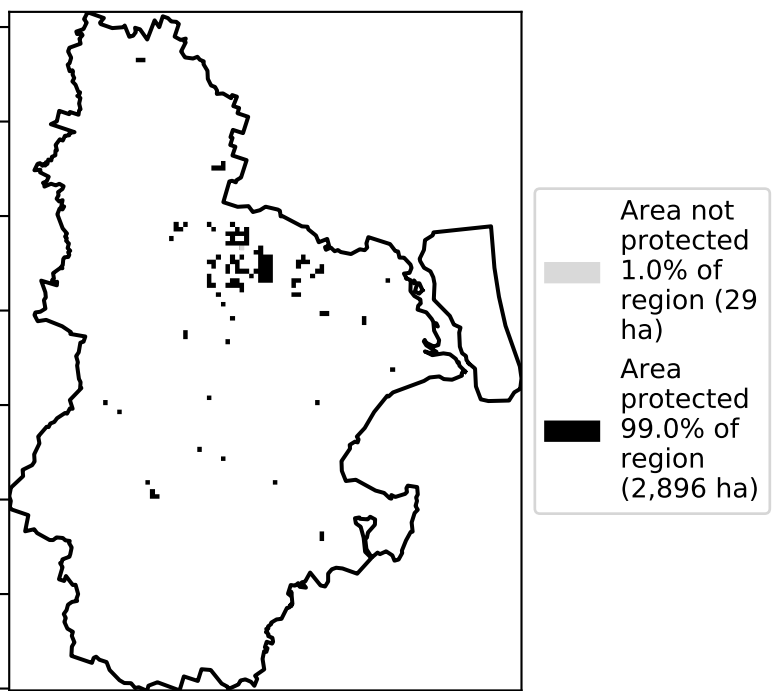 Area not
protected
1.0% of
region (29
ha)
Area
protected
99.0% of
region
(2,896 ha)